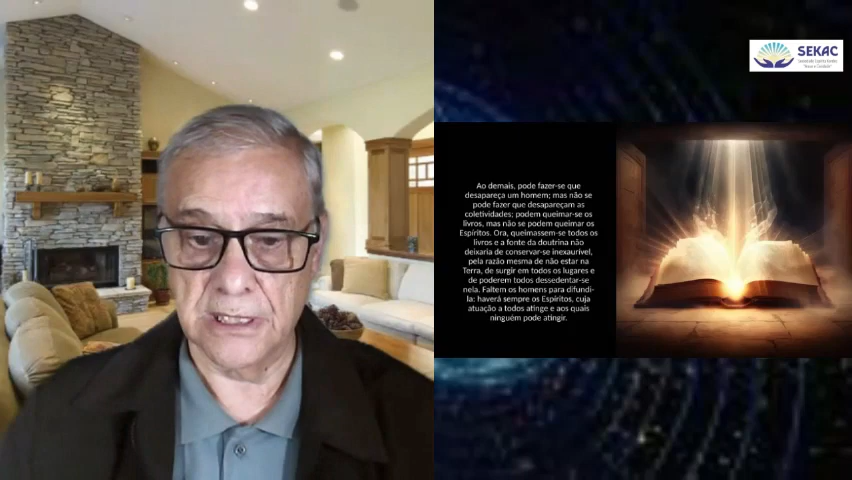 SEKAC
Ao demais, pode fazer-se que
desapareça um homem; mas não se
pode fazer que desapareçam as
coletividades; podem queimar-se os
livros, mas não se podem queimar os
Espíritos. Ora, queimassem-se todos os
livros e a fonte da doutrina não
deixaria de conservar-se inexaurível,
pela razão mesma de não estar na
Terra, de surgir em todos os lugares e
de poderem todos dessedentar-se
nela. Faltem os homens para difundi-
la: haverá sempre os Espíritos, cuja
atuação a todos atinge e aos quais
ninguém pode atingir.